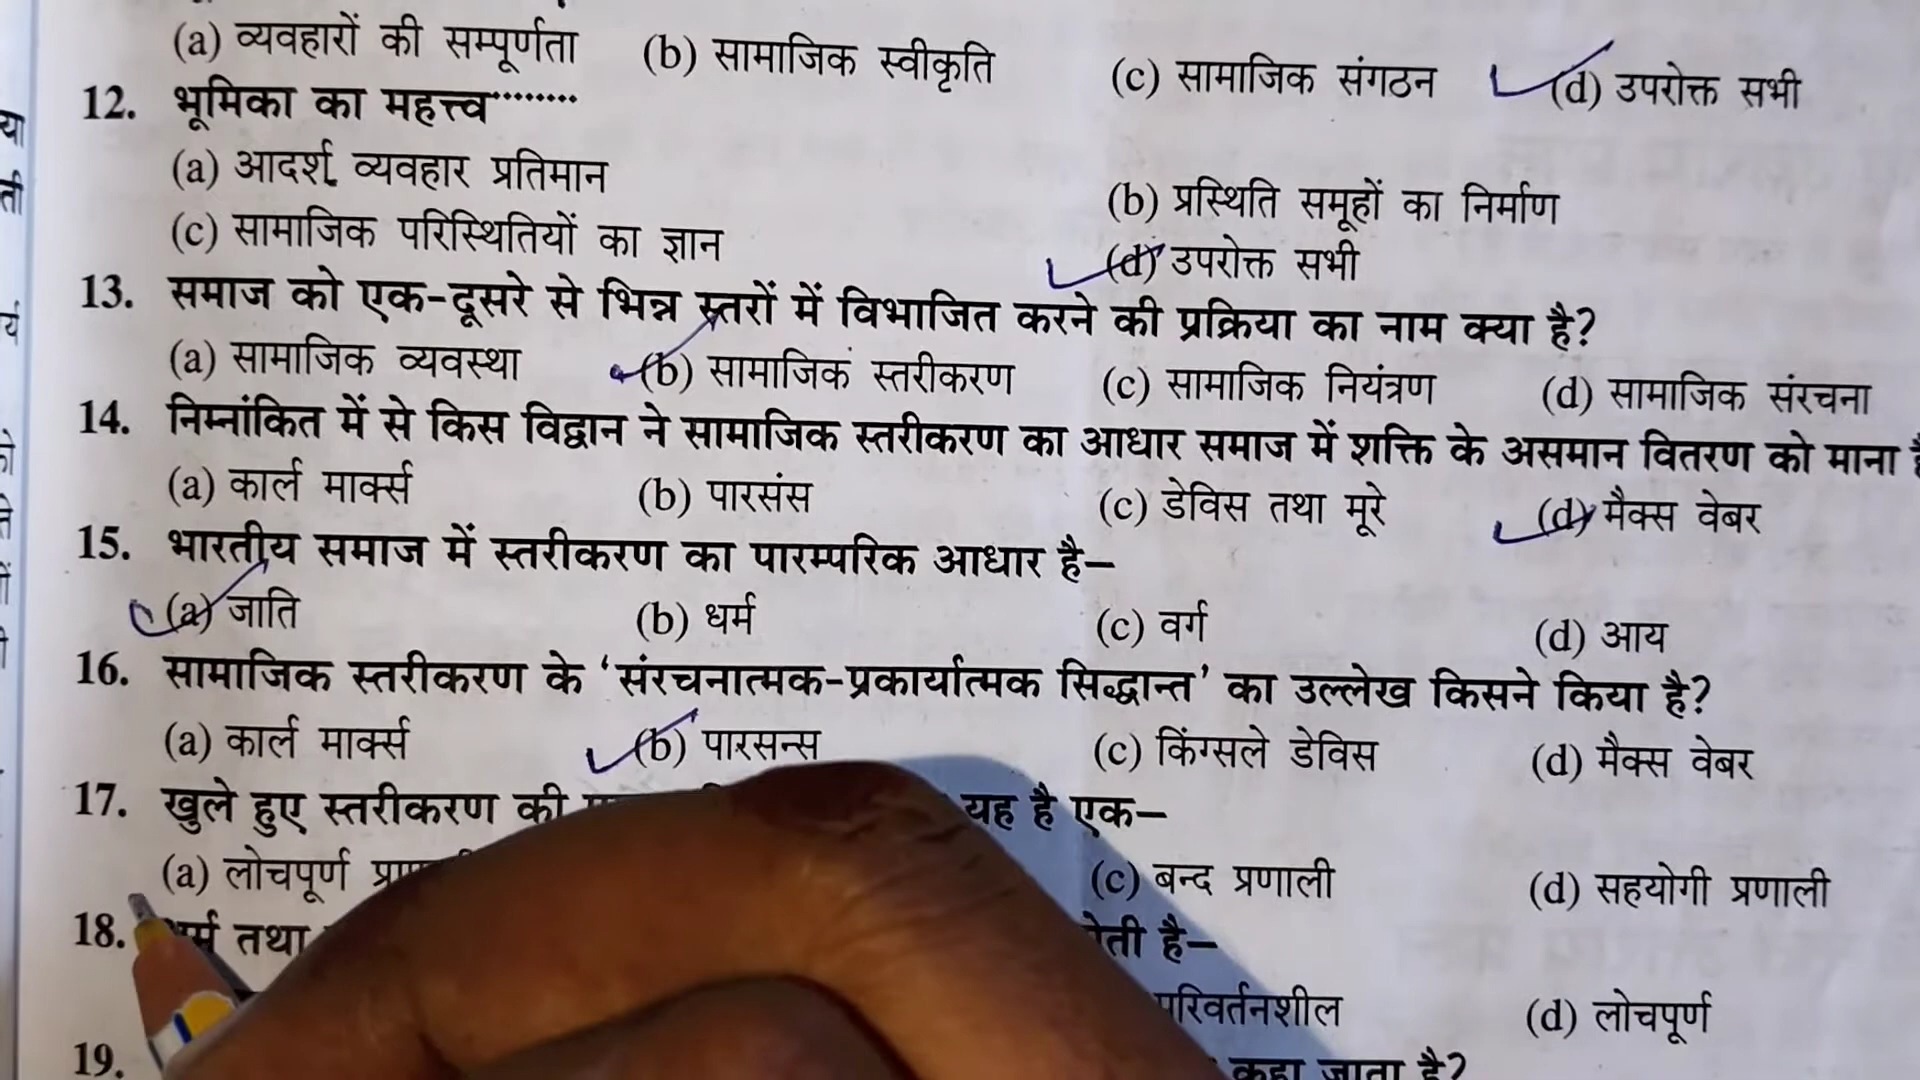 (a) व्यवहारों की सम्पूर्णता (b) सामाजिक स्वीकृति (c) सामाजिक संगठन (d) उपरोक्त सभी
12. भूमिका का महत्त्व........
(a) आदर्श व्यवहार प्रतिमान (b) प्रस्थिति समूहों का निर्माण
(c) सामाजिक परिस्थितियों का ज्ञान (d) उपरोक्त सभी
13. समाज को एक-दूसरे से भिन्न स्तरों में विभाजित करने की प्रक्रिया का नाम क्या है?
(a) सामाजिक व्यवस्था (b) सामाजिक स्तरीकरण (c) सामाजिक नियंत्रण (d) सामाजिक संरचना
14. निम्नांकित में से किस विद्वान ने सामाजिक स्तरीकरण का आधार समाज में शक्ति के असमान वितरण को माना
(a) कार्ल मार्क्स (b) पारसंस (c) डेविस तथा मूरे (d) मैक्स वेबर
15. भारतीय समाज में स्तरीकरण का पारम्परिक आधार है–
(a) जाति (b) धर्म (c) वर्ग (d) आय
16. सामाजिक स्तरीकरण के ‘संरचनात्मक-प्रकार्यात्मक सिद्धान्त’ का उल्लेख किसने किया है?
(a) कार्ल मार्क्स (b) पारसन्स (c) किंग्सले डेविस (d) मैक्स वेबर
17. खुले हुए स्तरीकरण की यह है एक–
(a) लोचपूर्ण (c) बन्द प्रणाली (d) सहयोगी प्रणाली
18. तथा है–
(d) लोचपूर्ण
19. कहा जाता है?